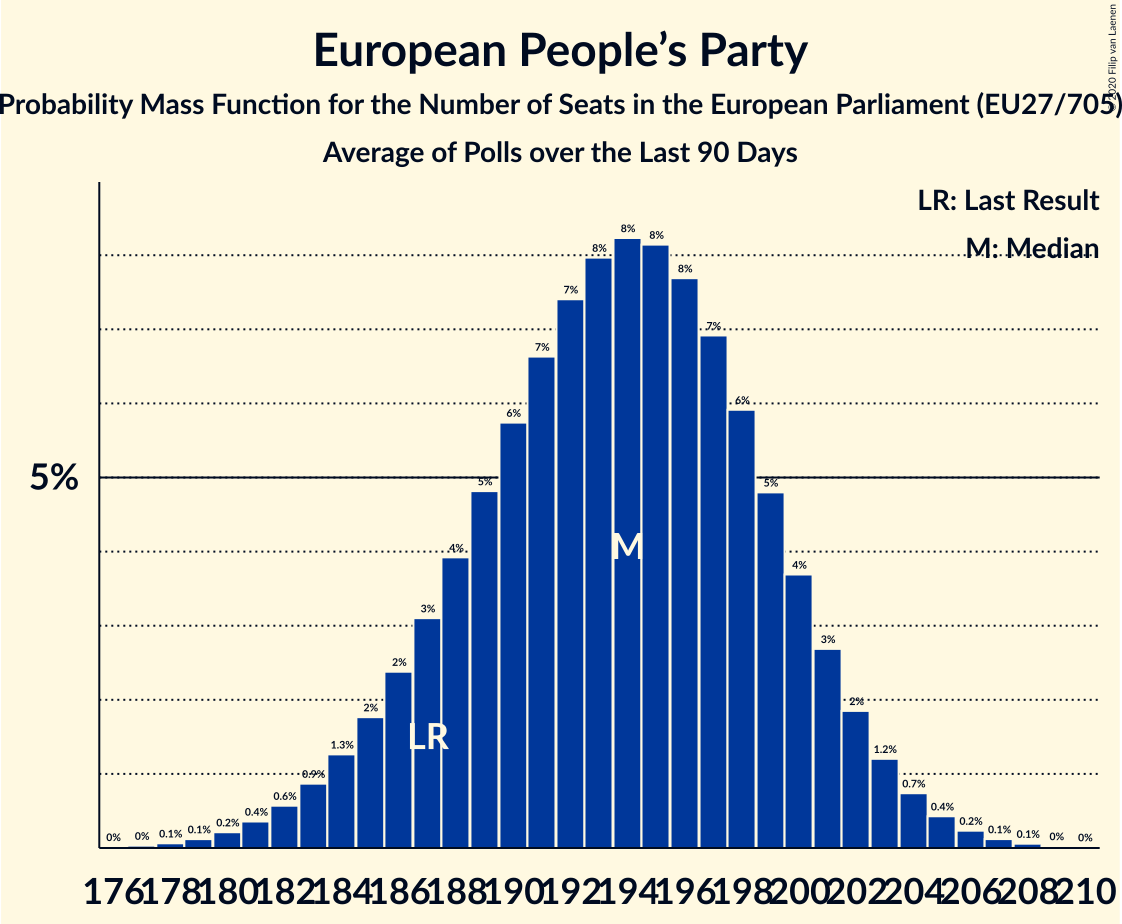 European People's Party
Probability Mass Function for the Number of Seats in the European Parliament (EU27/705)
Average of Polls over the Last 90 Days
© 2020 Filip van Laenen
LR: Last Result
M: Median
5%
0% 0% 0.1% 0.1% 0.2% 0.4% 0.6% 0.9% 1.3% 2% 2% 3% 4% 5% 6% 7% 7% 8% 8% 8% 8% 7% 6% 5% 4% 3% 2% 1.2% 0.7% 0.4% 0.2% 0.1% 0.1% 0% 0%
M
LR
176 178 180 182 184 186 188 190 192 194 196 198 200 202 204 206 208 210